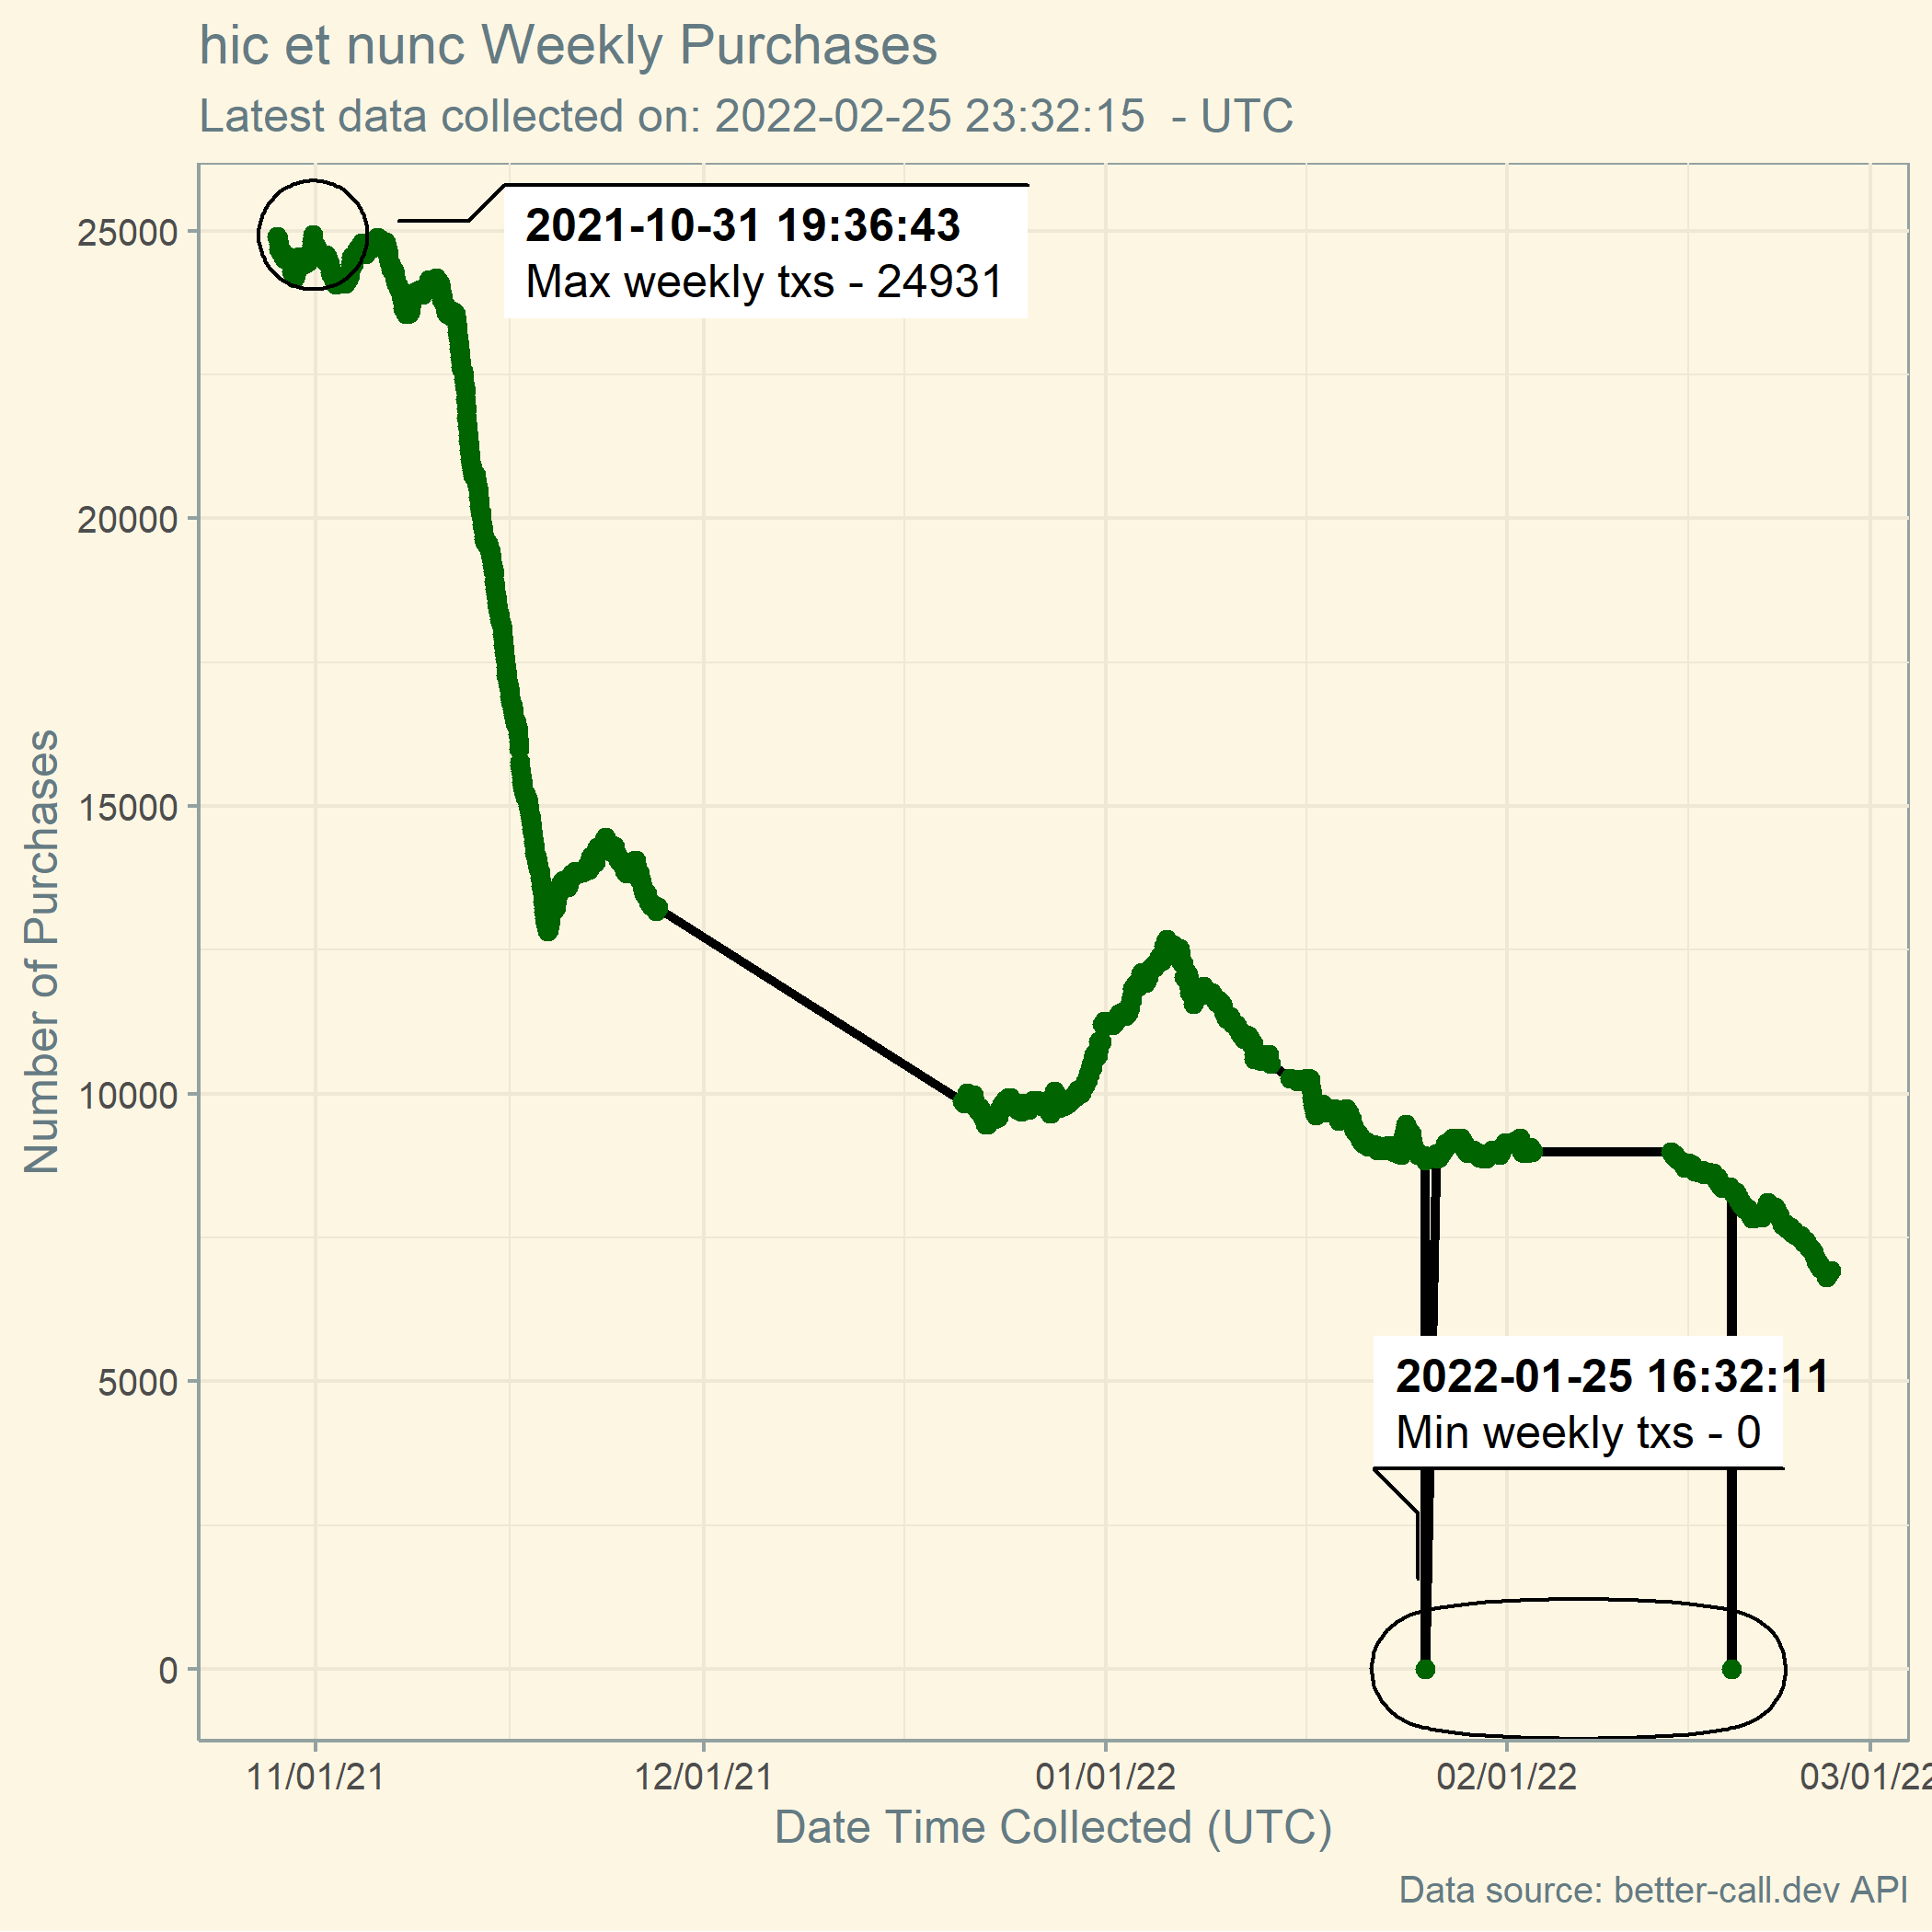 hic et nunc Weekly Purchases
Latest data collected on: 2022-02-25 23:32:15  - UTC
2021-10-31 19:36:43
Max weekly txs - 24931
25000
20000
15000
10000
5000
0
Number of Purchases
2022-01-25 16:32:11
Min weekly txs - 0
11/01/21
12/01/21
01/01/22
02/01/22
03/01/22
Date Time Collected (UTC)
Data source: better-call.dev API